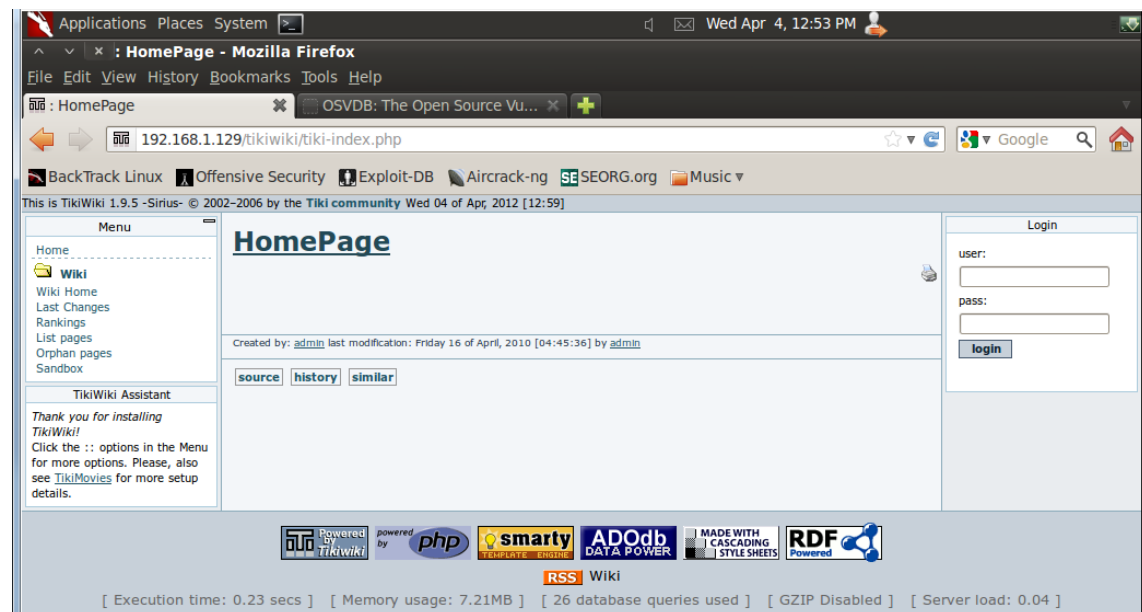 Applications Places System
Wed Apr 4, 12:53 PM
: HomePage - Mozilla Firefox
File Edit View History Bookmarks Tools Help
: HomePage
OSVDB: The Open Source Vu...
192.168.1.129/tikiwiki/tiki-index.php
Google
BackTrack Linux Offensive Security Exploit-DB Aircrack-ng SE SEORG.org Music
This is TikiWiki 1.9.5 -Sirius- © 2002–2006 by the Tiki community Wed 04 of Apr, 2012 [12:59]
Menu
Home
Wiki
Wiki Home
Last Changes
Rankings
List pages
Orphan pages
Sandbox
TikiWiki Assistant
Thank you for installing
TikiWiki!
Click the :: options in the Menu
for more options. Please, also
see TikiMovies for more setup
details.
HomePage
Created by: admin last modification: Friday 16 of April, 2010 [04:45:36] by admin
source history similar
Login
user:
pass:
login
Powered
by
Tikiwiki
powered
by
php
smarty
TEMPLATE ENGINE
ADOdb
DATA POWER
MADE WITH
CASCADING
STYLE SHEETS
RDF
Powered
RSS Wiki
[ Execution time: 0.23 secs ] [ Memory usage: 7.21MB ] [ 26 database queries used ] [ GZIP Disabled ] [ Server load: 0.04 ]